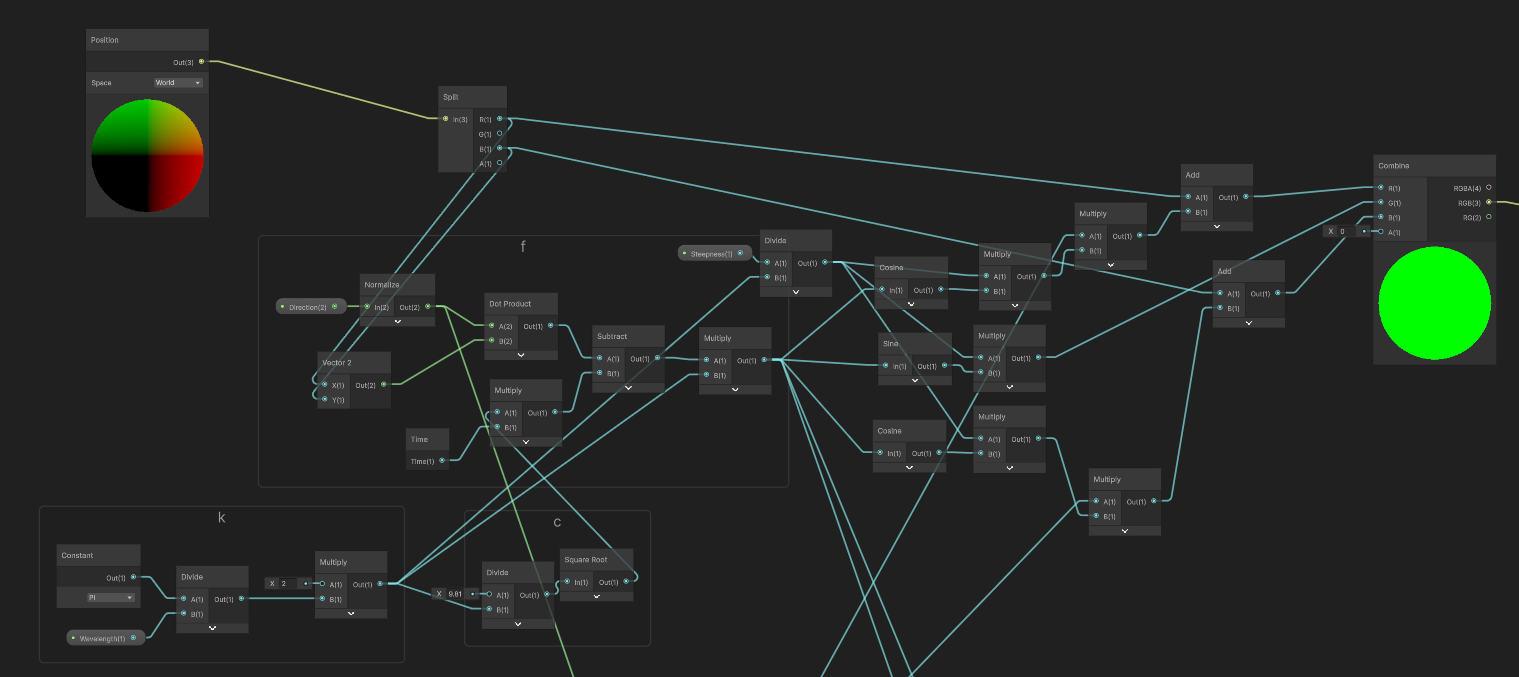 Position
Out(3)
Space World
Split
In(3) R(1)
G(1)
B(1)
A(1)
f
Steepness(1)
Divide
A(1) Out(1)
B(1)
Direction(2)
Normalize
In(2) Out(2)
Vector 2
X(1) Out(2)
Y(1)
Dot Product
A(2) Out(1)
B(2)
Time
Time(1)
Multiply
A(1) Out(1)
B(1)
Subtract
A(1) Out(1)
B(1)
Multiply
A(1) Out(1)
B(1)
Cosine
In(1) Out(1)
Multiply
A(1) Out(1)
B(1)
Multiply
A(1) Out(1)
B(1)
Add
A(1) Out(1)
B(1)
Sine
In(1) Out(1)
Multiply
A(1) Out(1)
B(1)
Cosine
In(1) Out(1)
Multiply
A(1) Out(1)
B(1)
Multiply
A(1) Out(1)
B(1)
Add
A(1) Out(1)
B(1)
Combine
R(1) RGBA(4)
G(1) RGB(3)
B(1) RG(2)
X 0 A(1)
k
Constant
Out(1)
PI
Wavelength(1)
Divide
A(1) Out(1)
B(1)
Multiply
X 2 A(1) Out(1)
B(1)
c
Divide
X 9.81 A(1) Out(1)
B(1)
Square Root
In(1) Out(1)